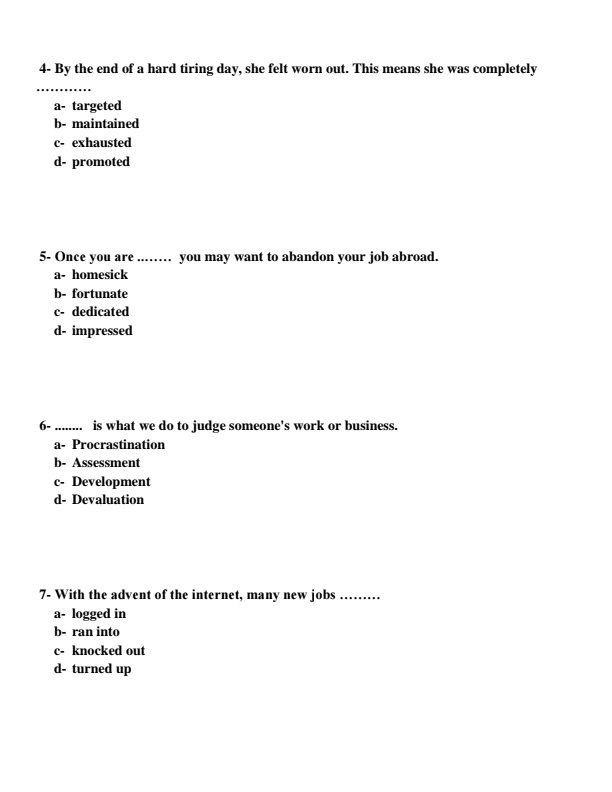 4- By the end of a hard tiring day, she felt worn out. This means she was completely
…………
a- targeted
b- maintained
c- exhausted
d- promoted
5- Once you are ..…… you may want to abandon your job abroad.
a- homesick
b- fortunate
c- dedicated
d- impressed
6- ........ is what we do to judge someone's work or business.
a- Procrastination
b- Assessment
c- Development
d- Devaluation
7- With the advent of the internet, many new jobs ………
a- logged in
b- ran into
c- knocked out
d- turned up